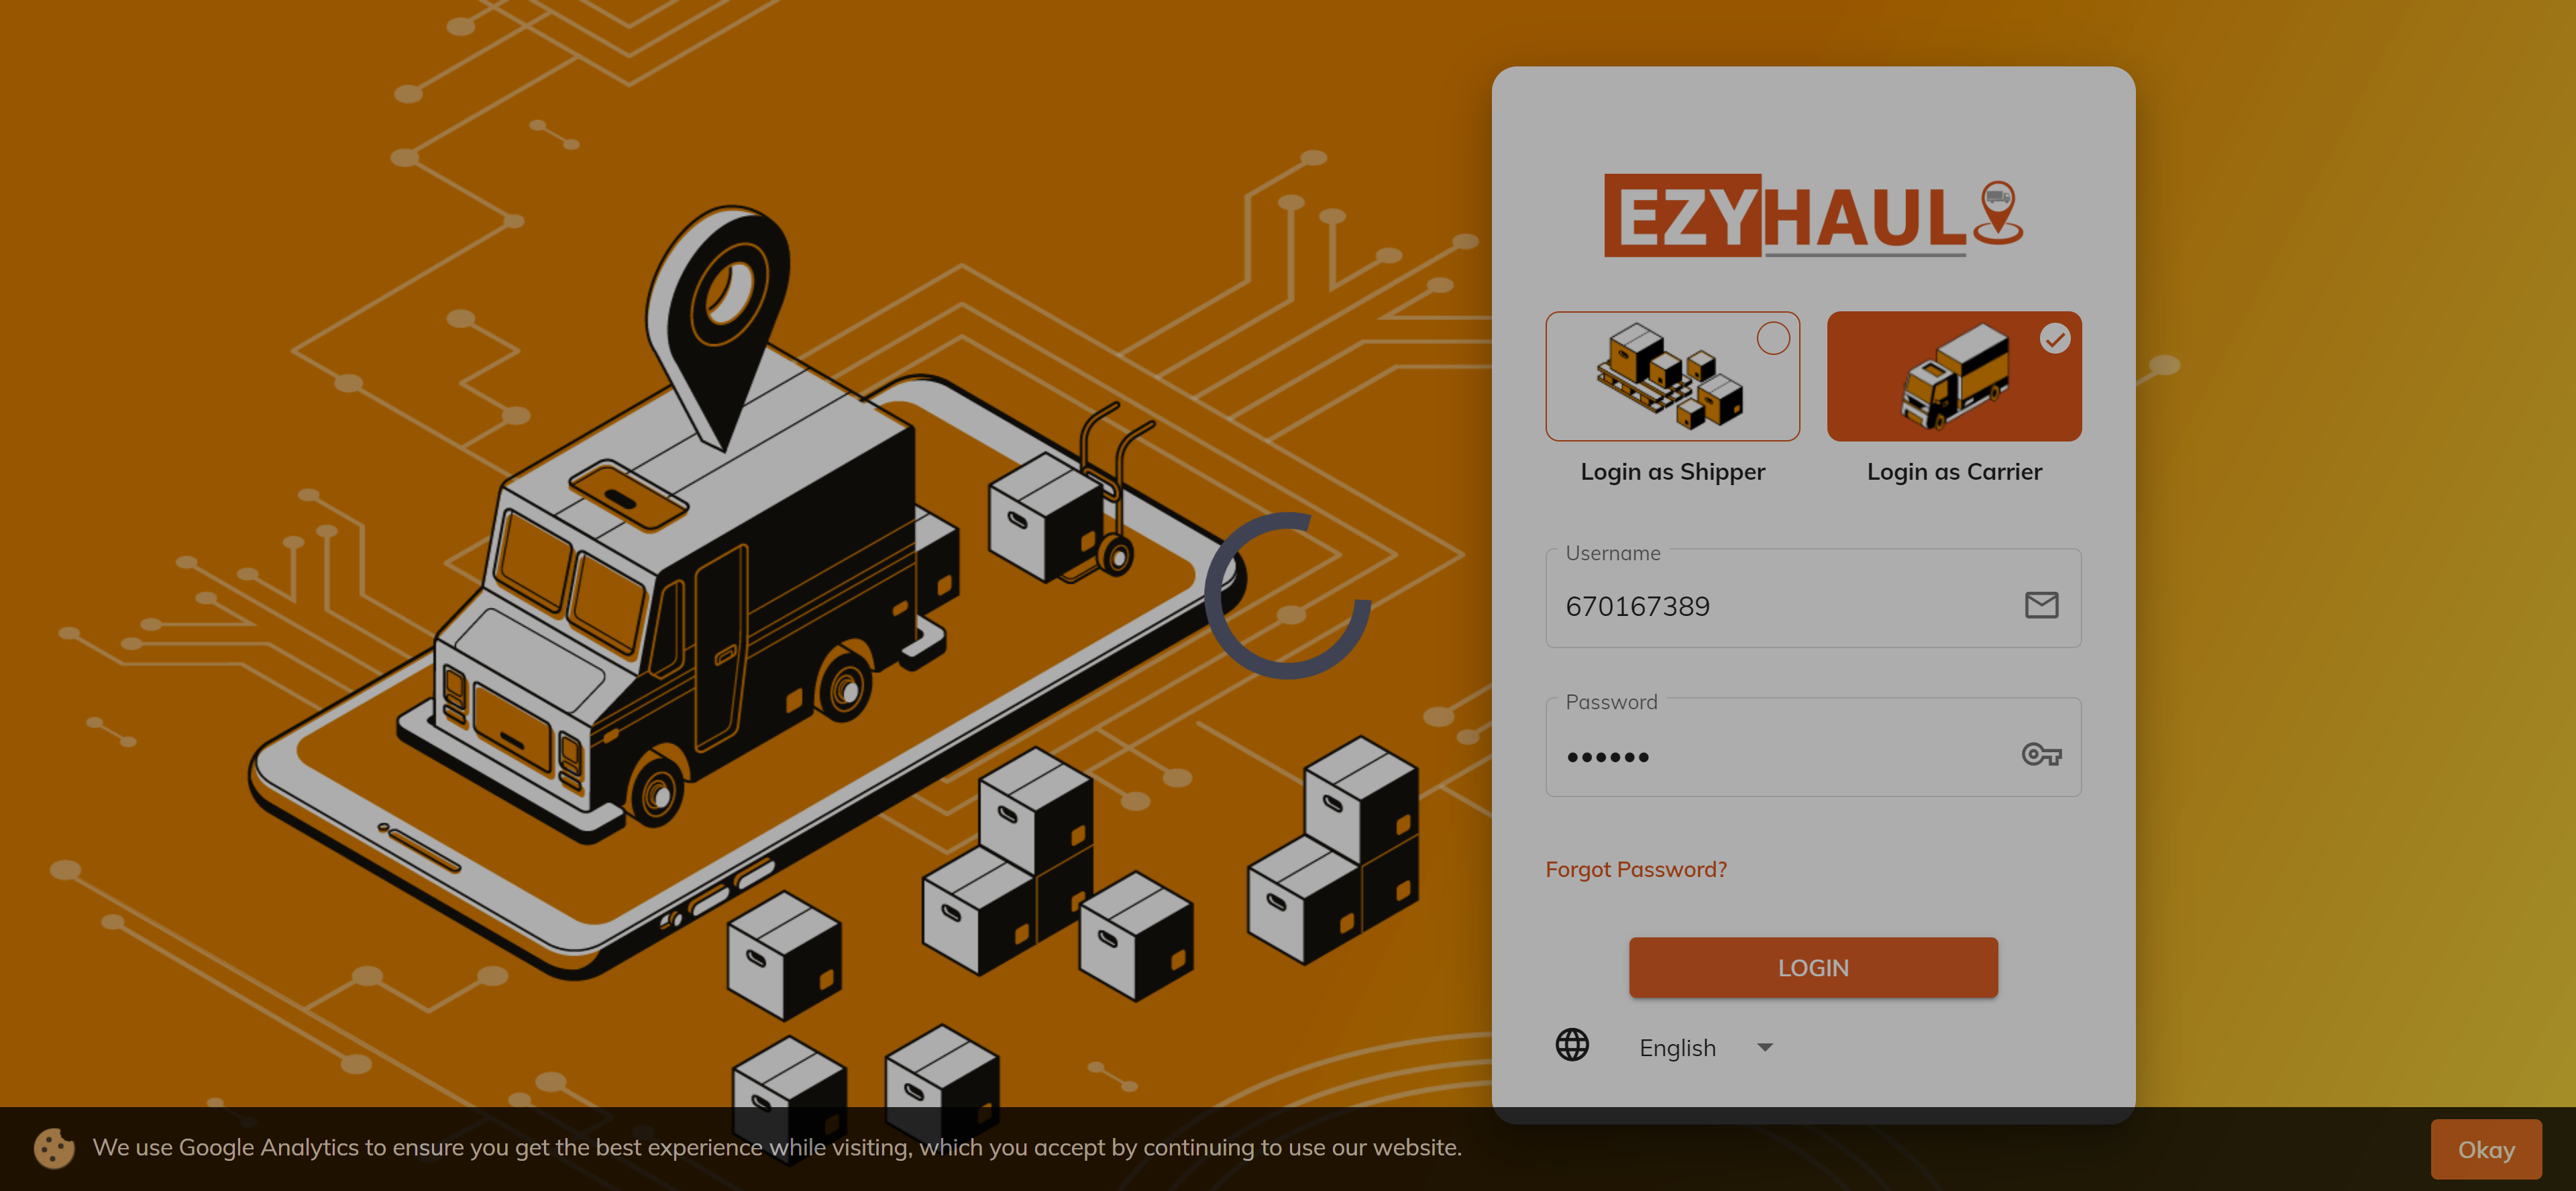 EZYHAUL
Login as Shipper
Login as Carrier
Username
670167389
Password
••••••
Forgot Password?
LOGIN
English
We use Google Analytics to ensure you get the best experience while visiting, which you accept by continuing to use our website.
Okay